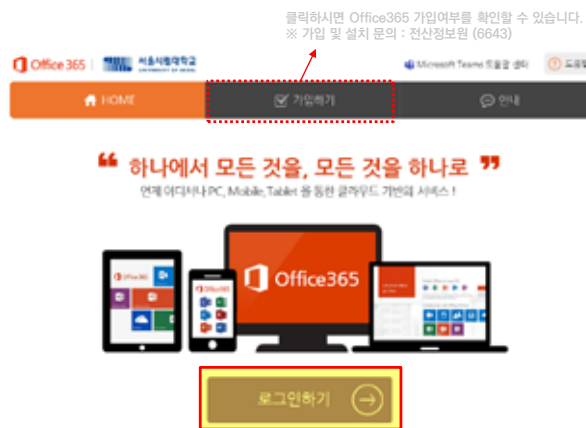 클릭하시면 Office365 가입여부를 확인할 수 있습니다.
※ 가입 및 설치 문의 : 전산정보원 (6643)
Office 365 서울시립대학교
UNIVERSITY OF SEOUL
Microsoft Teams 도움말 센터
HOME 가입하기 안내
❝ 하나에서 모든 것을, 모든 것을 하나로 ❞
언제 어디서나 PC, Mobile, Tablet 을 통한 클라우드 기반의 서비스 !
Office 365
Office365
로그인하기